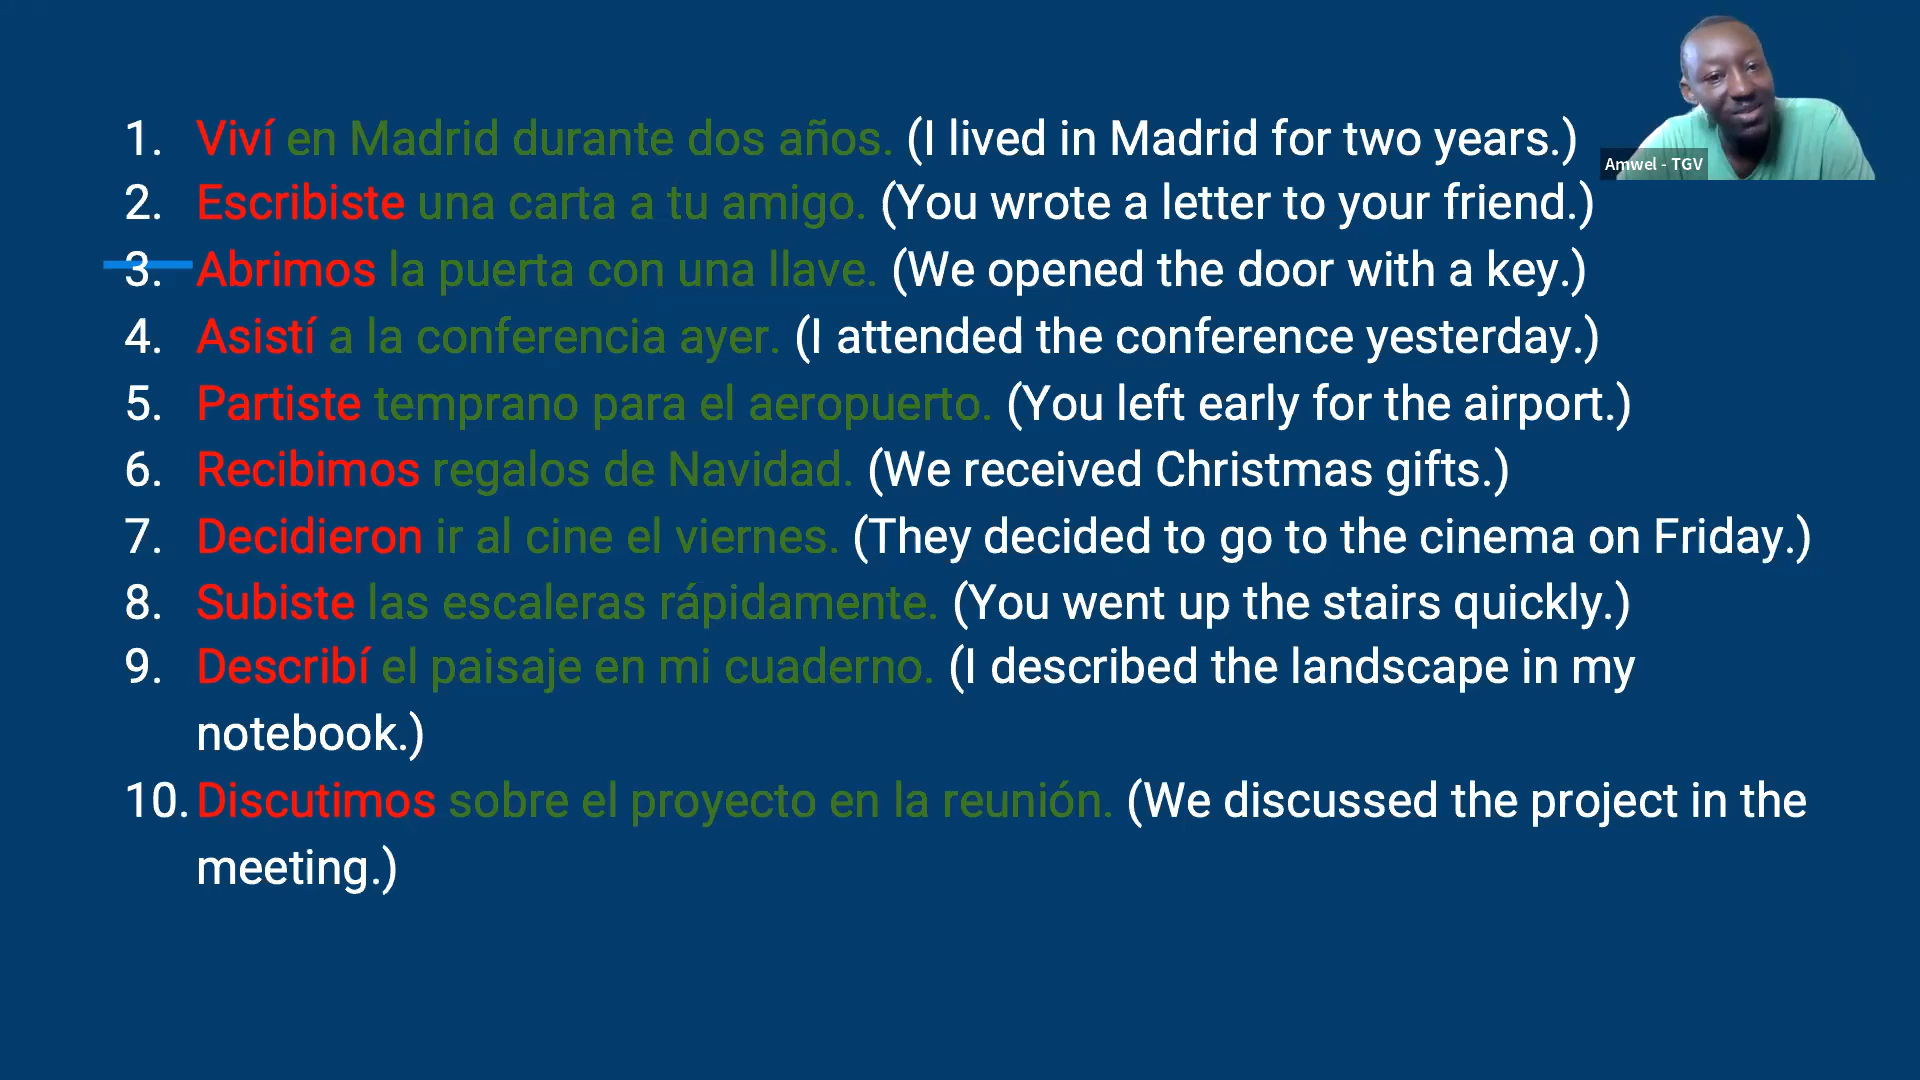 1. Viví en Madrid durante dos años. (I lived in Madrid for two years.)
Amwel - TGV
2. Escribiste una carta a tu amigo. (You wrote a letter to your friend.)
3. Abrimos la puerta con una llave. (We opened the door with a key.)
4. Asistí a la conferencia ayer. (I attended the conference yesterday.)
5. Partiste temprano para el aeropuerto. (You left early for the airport.)
6. Recibimos regalos de Navidad. (We received Christmas gifts.)
7. Decidieron ir al cine el viernes. (They decided to go to the cinema on Friday.)
8. Subiste las escaleras rápidamente. (You went up the stairs quickly.)
9. Describí el paisaje en mi cuaderno. (I described the landscape in my
notebook.)
10. Discutimos sobre el proyecto en la reunión. (We discussed the project in the
meeting.)